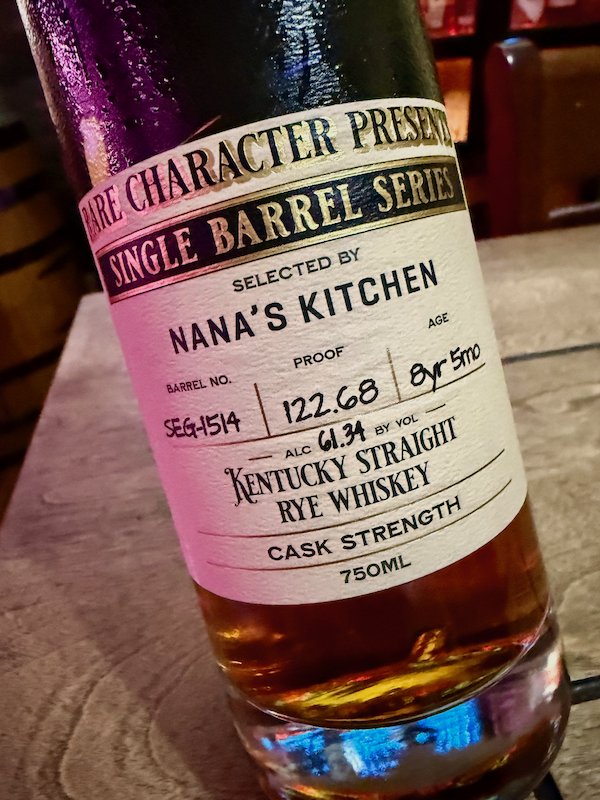 RARE CHARACTER PRESENTS
SINGLE BARREL SERIES
SELECTED BY
NANA'S KITCHEN
BARREL NO. PROOF AGE
SEG-1514 122.68 8yr 5mo
ALC 61.34 BY VOL
KENTUCKY STRAIGHT
RYE WHISKEY
CASK STRENGTH
750ML